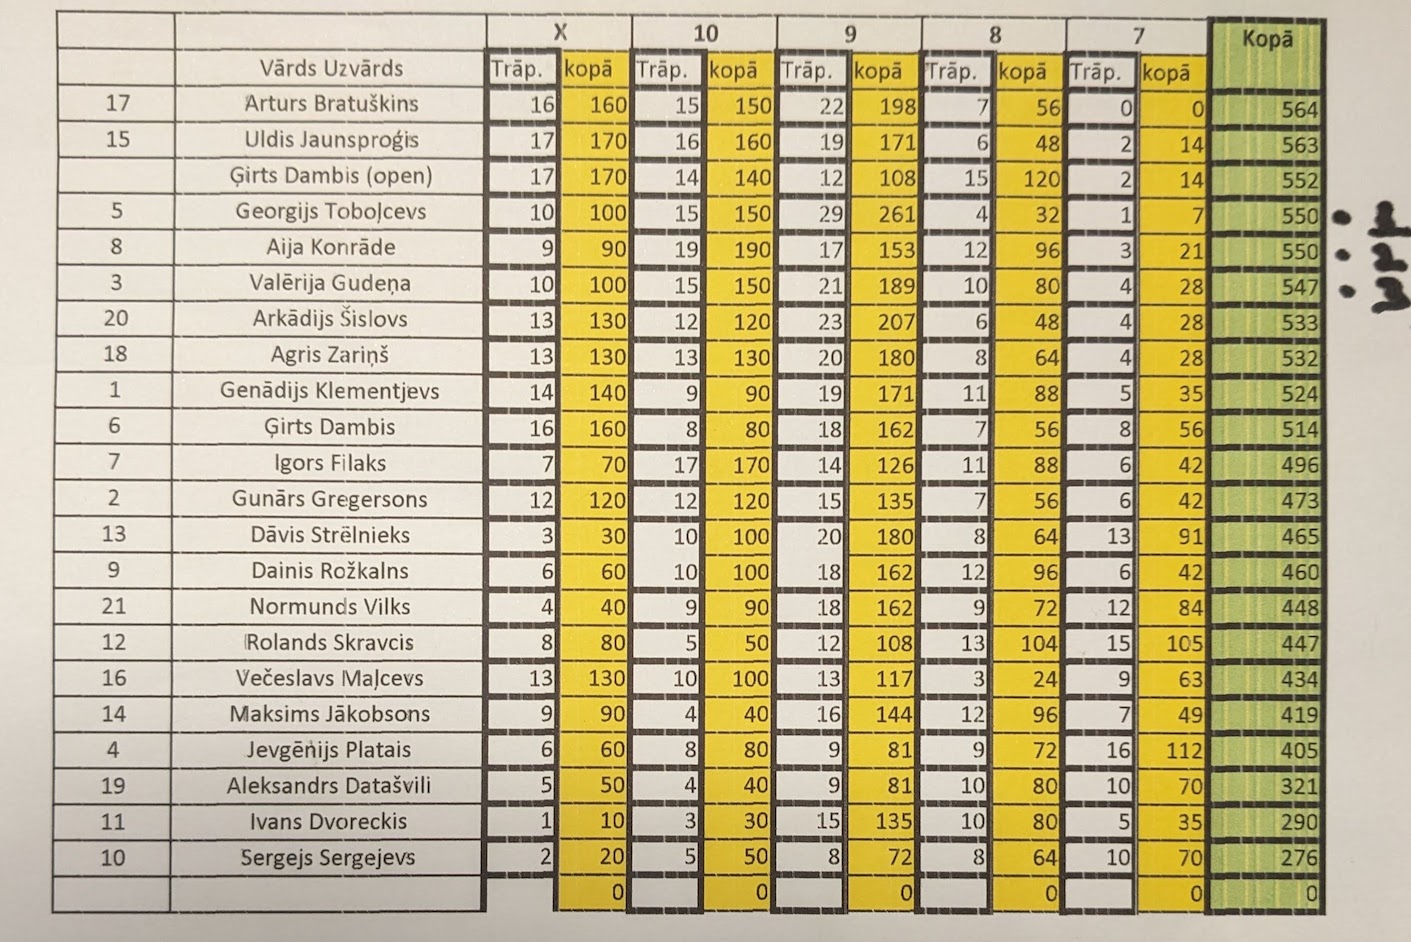 X 10 9 8 7 Kopā
Vārds Uzvārds Trāp. kopā Trāp. kopā Trāp. kopā Trāp. kopā Trāp. kopā
17 Arturs Bratuškins 16 160 15 150 22 198 7 56 0 0 564
15 Uldis Jaunsproģis 17 170 16 160 19 171 6 48 2 14 563
Ģirts Dambis (open) 17 170 14 140 12 108 15 120 2 14 552
5 Georgijs Toboļcevs 10 100 15 150 29 261 4 32 1 7 550
8 Aija Konrāde 9 90 19 190 17 153 12 96 3 21 550
3 Valērija Gudeņa 10 100 15 150 21 189 10 80 4 28 547
20 Arkādijs Šislovs 13 130 12 120 23 207 6 48 4 28 533
18 Agris Zariņš 13 130 13 130 20 180 8 64 4 28 532
1 Genādijs Klementjevs 14 140 9 90 19 171 11 88 5 35 524
6 Ģirts Dambis 16 160 8 80 18 162 7 56 8 56 514
7 Igors Filaks 7 70 17 170 14 126 11 88 6 42 496
2 Gunārs Gregersons 12 120 12 120 15 135 7 56 6 42 473
13 Dāvis Strēlnieks 3 30 10 100 20 180 8 64 13 91 465
9 Dainis Rožkalns 6 60 10 100 18 162 12 96 6 42 460
21 Normunds Vilks 4 40 9 90 18 162 9 72 12 84 448
12 Rolands Skravcis 8 80 5 50 12 108 13 104 15 105 447
16 Večeslavs Maļcevs 13 130 10 100 13 117 3 24 9 63 434
14 Maksims Jākobsons 9 90 4 40 16 144 12 96 7 49 419
4 Jevgēnijs Platais 6 60 8 80 9 81 9 72 16 112 405
19 Aleksandrs Datašvili 5 50 4 40 9 81 10 80 10 70 321
11 Ivans Dvoreckis 1 10 3 30 15 135 10 80 5 35 290
10 Sergejs Sergejevs 2 20 5 50 8 72 8 64 10 70 276
0 0 0 0 0 0